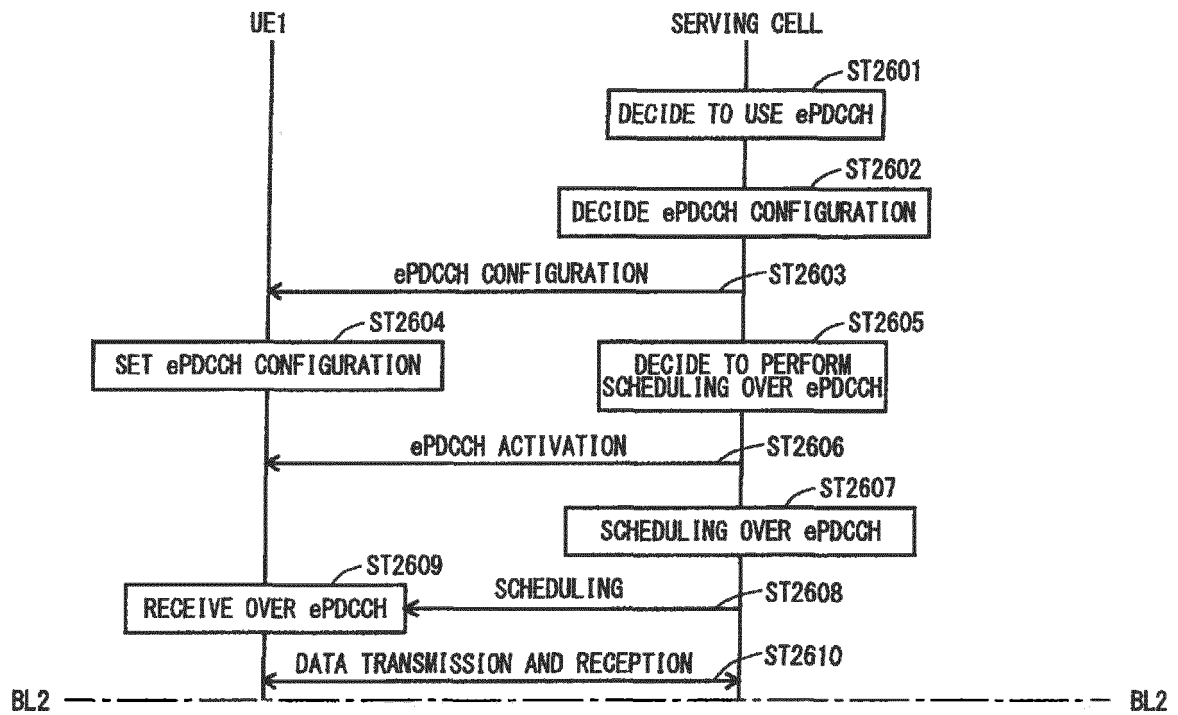 UE1
SERVING CELL
ST2601
DECIDE TO USE ePDCCH
ST2602
DECIDE ePDCCH CONFIGURATION
ePDCCH CONFIGURATION
ST2603
ST2604
SET ePDCCH CONFIGURATION
ST2605
DECIDE TO PERFORM
SCHEDULING OVER ePDCCH
ePDCCH ACTIVATION
ST2606
ST2607
SCHEDULING OVER ePDCCH
ST2609
RECEIVE OVER ePDCCH
SCHEDULING
ST2608
DATA TRANSMISSION AND RECEPTION
ST2610
BL2
BL2